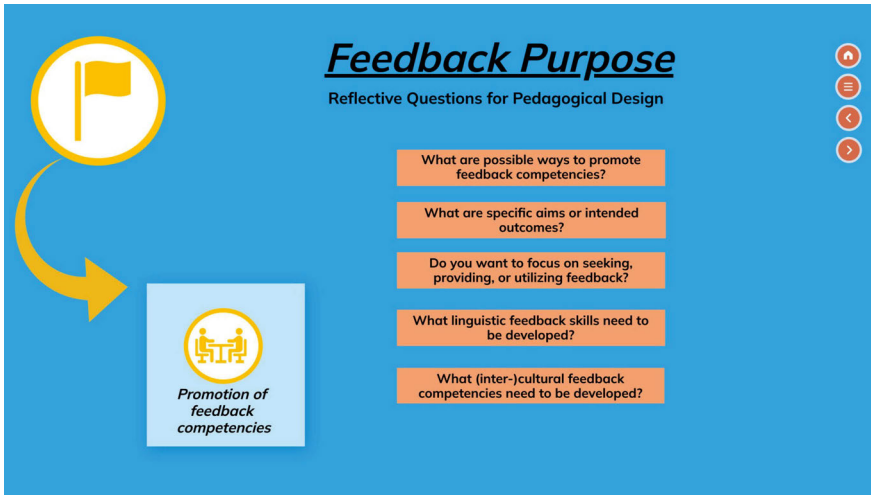 Feedback Purpose
Reflective Questions for Pedagogical Design
What are possible ways to promote
feedback competencies?
What are specific aims or intended
outcomes?
Do you want to focus on seeking,
providing, or utilizing feedback?
What linguistic feedback skills need to
be developed?
What (inter-)cultural feedback
competencies need to be developed?
Promotion of
feedback
competencies